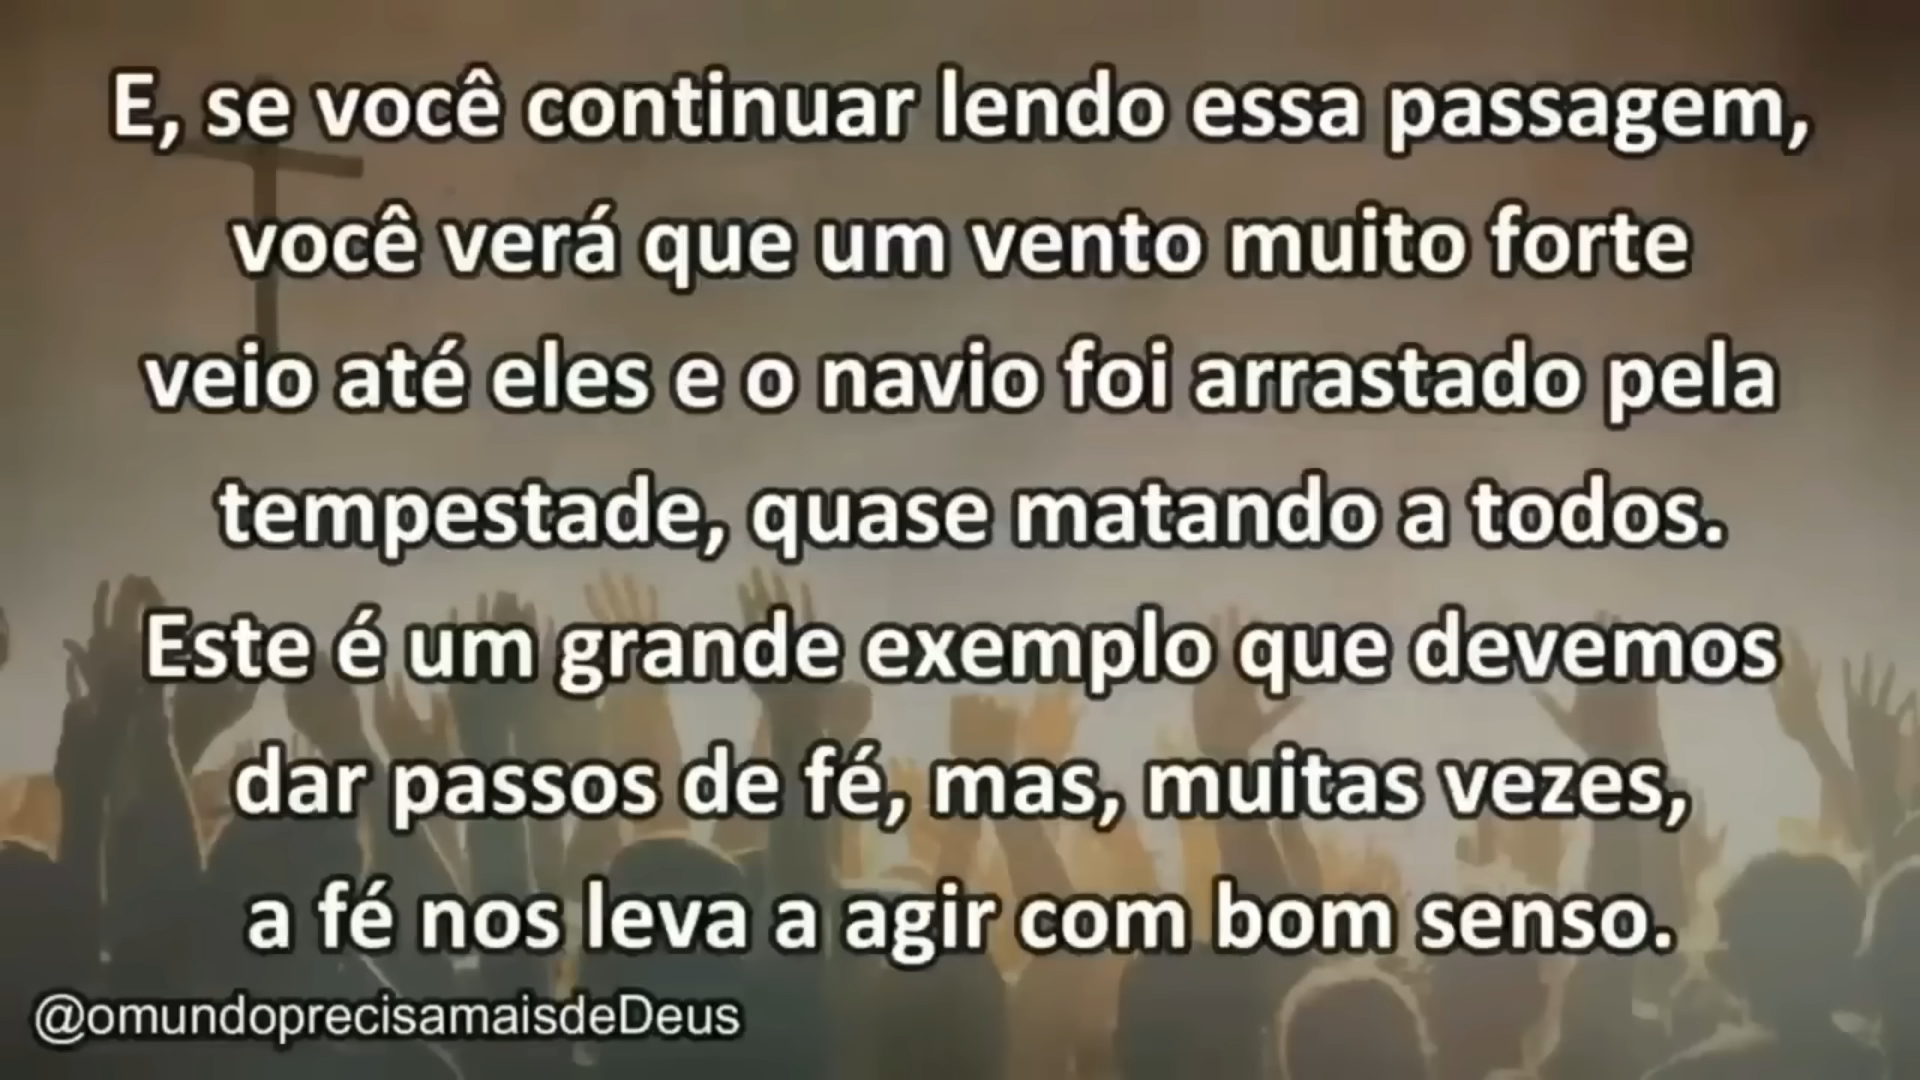 E, se você continuar lendo essa passagem,
você verá que um vento muito forte
veio até eles e o navio foi arrastado pela
tempestade, quase matando a todos.
Este é um grande exemplo que devemos
dar passos de fé, mas, muitas vezes,
a fé nos leva a agir com bom senso.
@omundoprecisamaisdeDeus